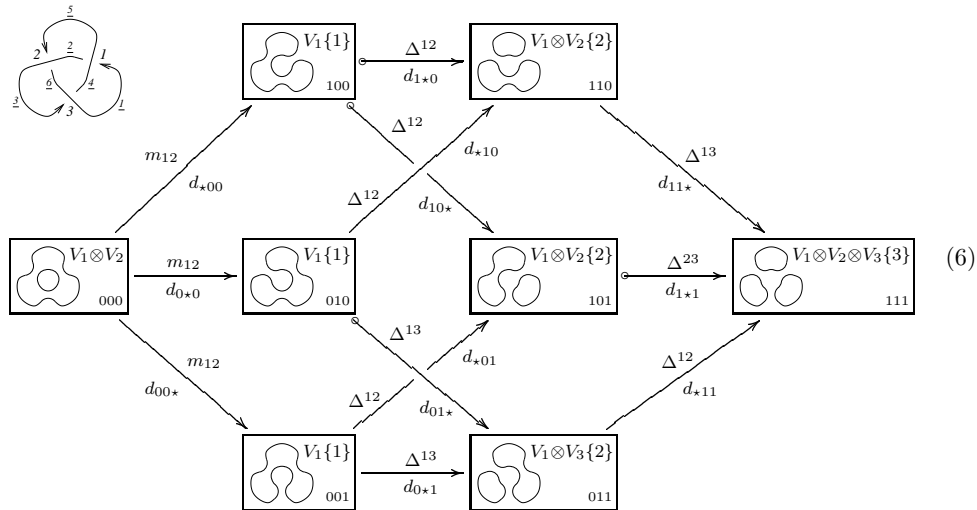 5
2 2 1
6 4
3 3 1
V₁{1}
100
Δ¹²
d₁⋆₀
V₁⊗V₂{2}
110
Δ¹²
m₁₂
d⋆₀₀
Δ¹²
d⋆₁₀
d₁₀⋆
Δ¹³
d₁₁⋆
V₁⊗V₂
000
m₁₂
d₀⋆₀
V₁{1}
010
V₁⊗V₂{2}
101
Δ²³
d₁⋆₁
V₁⊗V₂⊗V₃{3}
111
(6)
m₁₂
d₀₀⋆
Δ¹³
d⋆₀₁
Δ¹²
d₀₁⋆
Δ¹²
d⋆₁₁
V₁{1}
001
Δ¹³
d₀⋆₁
V₁⊗V₃{2}
011